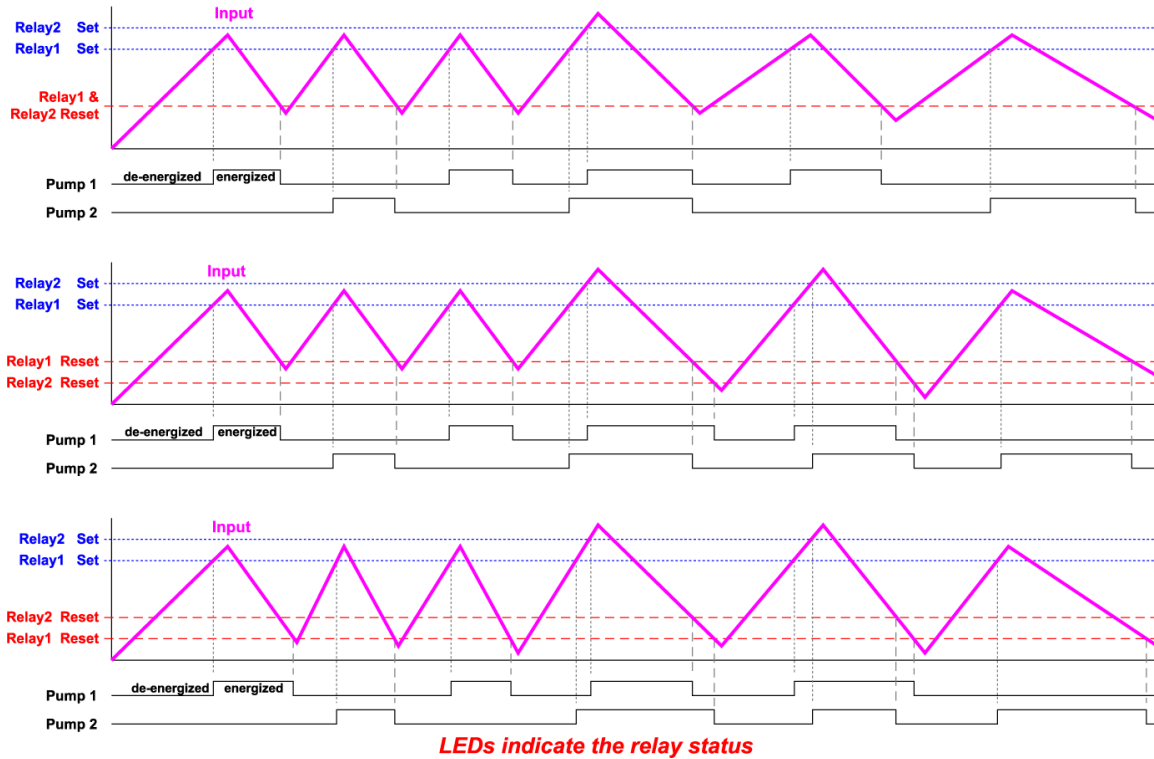 Input
Relay2 Set
Relay1 Set
Relay1 &
Relay2 Reset
de-energized energized
Pump 1
Pump 2
Input
Relay2 Set
Relay1 Set
Relay1 Reset
Relay2 Reset
de-energized energized
Pump 1
Pump 2
Input
Relay2 Set
Relay1 Set
Relay2 Reset
Relay1 Reset
de-energized energized
Pump 1
Pump 2
LEDs indicate the relay status